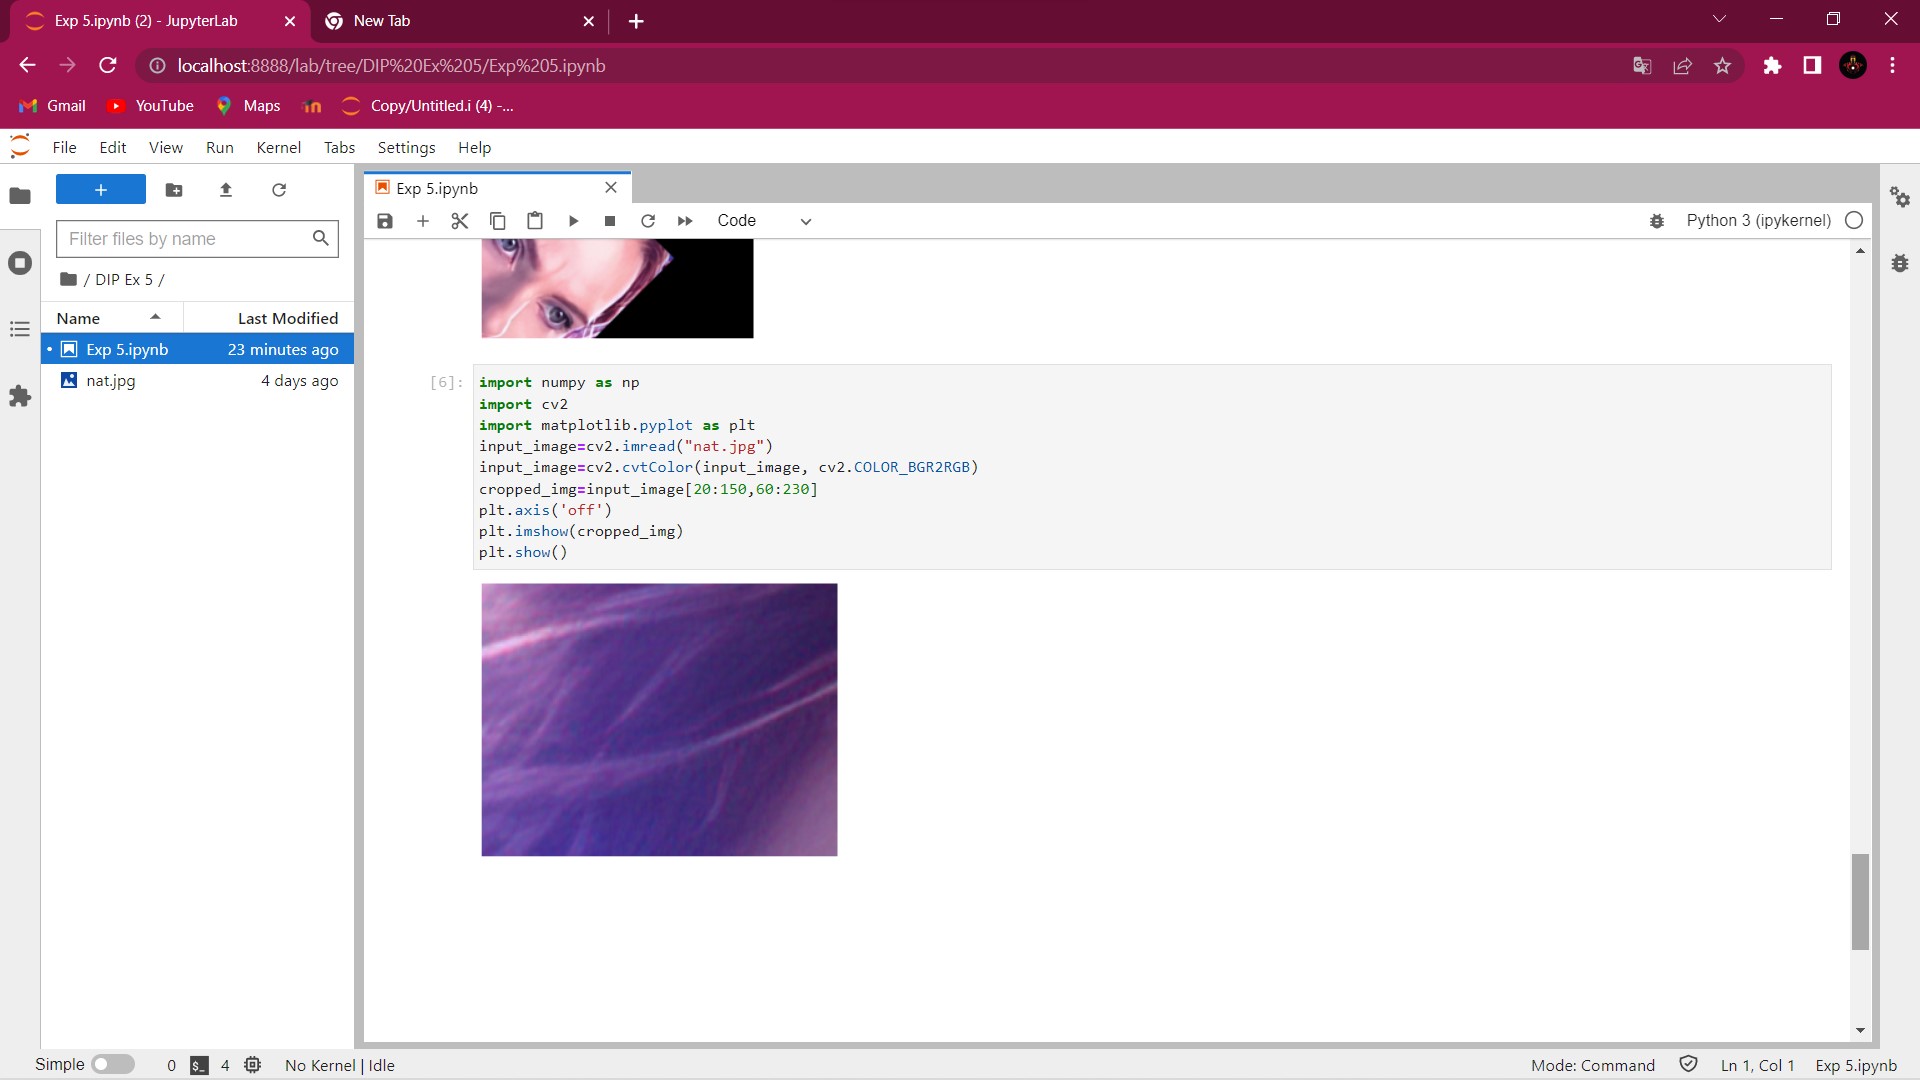 Exp 5.ipynb (2) - JupyterLab
New Tab
localhost:8888/lab/tree/DIP%20Ex%205/Exp%205.ipynb
Gmail YouTube Maps Copy/Untitled.i (4) -...
File Edit View Run Kernel Tabs Settings Help
Exp 5.ipynb
Code
Python 3 (ipykernel)
Filter files by name
/ DIP Ex 5 /
Name Last Modified
Exp 5.ipynb 23 minutes ago
nat.jpg 4 days ago
[6]:
import numpy as np
import cv2
import matplotlib.pyplot as plt
input_image=cv2.imread("nat.jpg")
input_image=cv2.cvtColor(input_image, cv2.COLOR_BGR2RGB)
cropped_img=input_image[20:150,60:230]
plt.axis('off')
plt.imshow(cropped_img)
plt.show()
Simple 0 $_ 4 No Kernel | Idle Mode: Command Ln 1, Col 1 Exp 5.ipynb